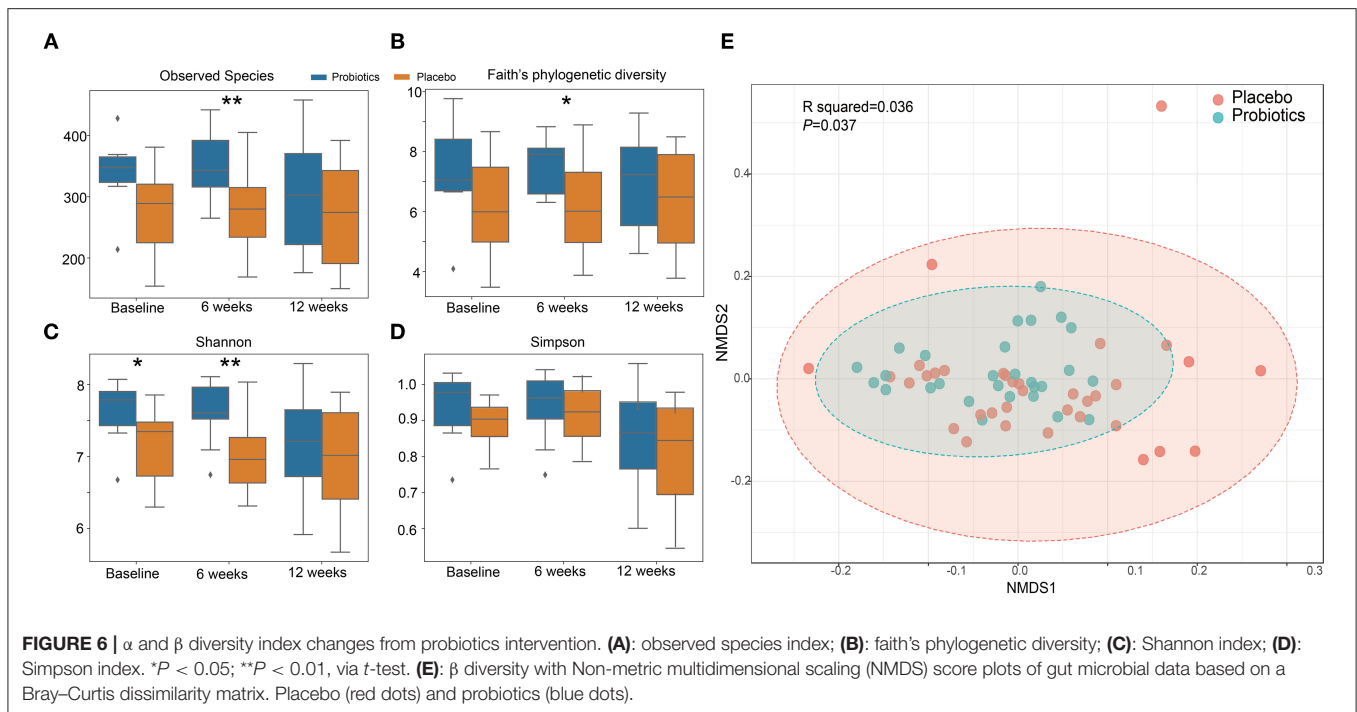 A
B
E
Observed Species
Probiotics
Placebo
Faith's phylogenetic diversity
**
400
300
200
Baseline
6 weeks
12 weeks
*
10
8
6
4
Baseline
6 weeks
12 weeks
C
D
Shannon
*
**
8
7
6
Baseline
6 weeks
12 weeks
Simpson
1.0
0.9
0.8
0.7
0.6
Baseline
6 weeks
12 weeks
R squared=0.036
P=0.037
Placebo
Probiotics
NMDS2
0.4
0.2
0.0
-0.2
-0.2
-0.1
0.0
0.1
0.2
0.3
NMDS1
FIGURE 6 | α and β diversity index changes from probiotics intervention. (A): observed species index; (B): faith's phylogenetic diversity; (C): Shannon index; (D):
Simpson index. *P < 0.05; **P < 0.01, via t-test. (E): β diversity with Non-metric multidimensional scaling (NMDS) score plots of gut microbial data based on a
Bray–Curtis dissimilarity matrix. Placebo (red dots) and probiotics (blue dots).